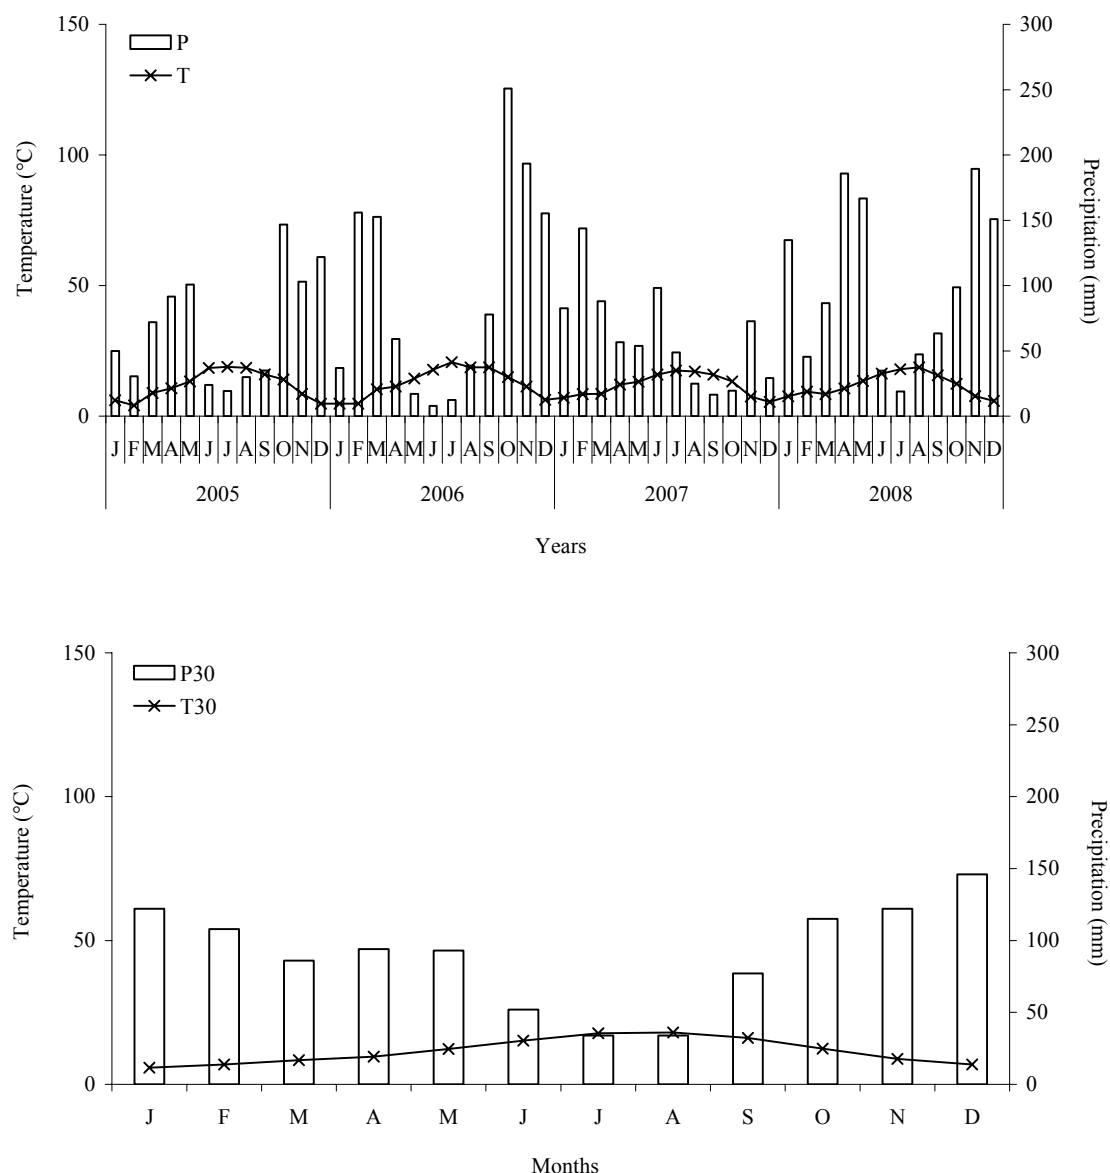 150
100
50
0
Temperature (°C)
P
T
300
250
200
150
100
50
0
Precipitation (mm)
J F M A M J J A S O N D J F M A M J J A S O N D J F M A M J J A S O N D J F M A M J J A S O N D
2005 2006 2007 2008
Years
150
100
50
0
Temperature (°C)
P30
T30
300
250
200
150
100
50
0
Precipitation (mm)
J F M A M J J A S O N D
Months